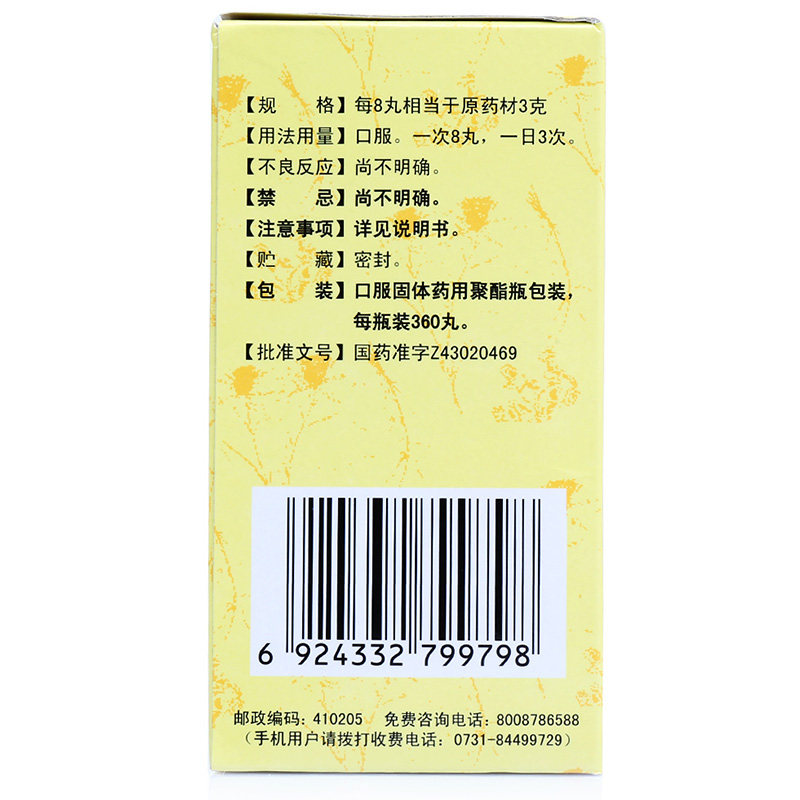 【规　　格】每8丸相当于原药材3克
【用法用量】口服。一次8丸，一日3次。
【不良反应】尚不明确。
【禁　　忌】尚不明确。
【注意事项】详见说明书。
【贮　　藏】密封。
【包　　装】口服固体药用聚酯瓶包装，
每瓶装360丸。
【批准文号】国药准字Z43020469
6 924332 799798
邮政编码：410205　免费咨询电话：8008786588
（手机用户请拨打收费电话：0731-84499729）